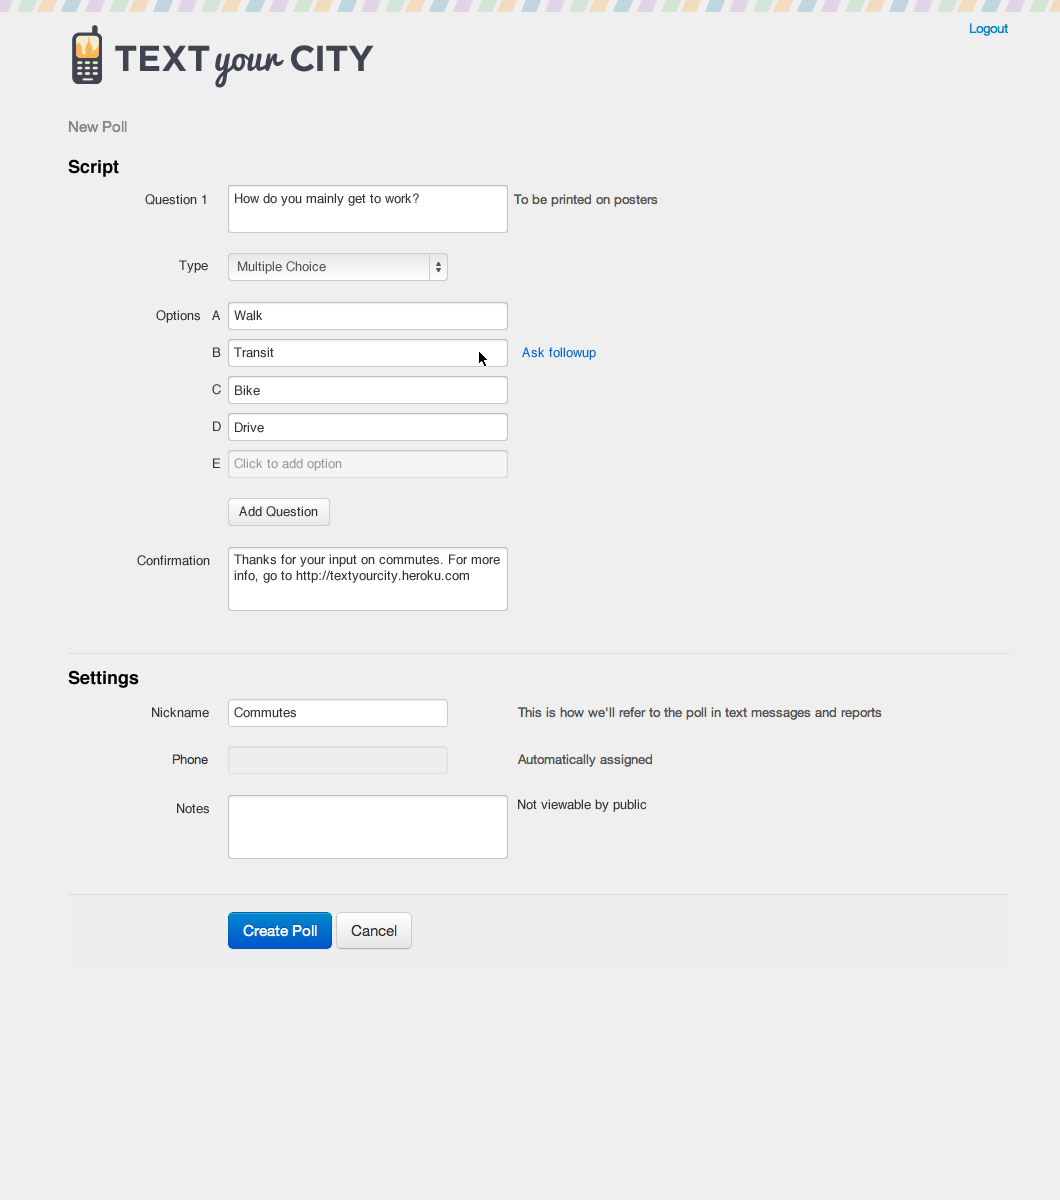 Logout
TEXT your CITY
New Poll
Script
Question 1 How do you mainly get to work? To be printed on posters
Type Multiple Choice
Options A Walk
B Transit Ask followup
C Bike
D Drive
E Click to add option
Add Question
Confirmation Thanks for your input on commutes. For more
info, go to http://textyourcity.heroku.com
Settings
Nickname Commutes This is how we'll refer to the poll in text messages and reports
Phone Automatically assigned
Notes Not viewable by public
Create Poll Cancel